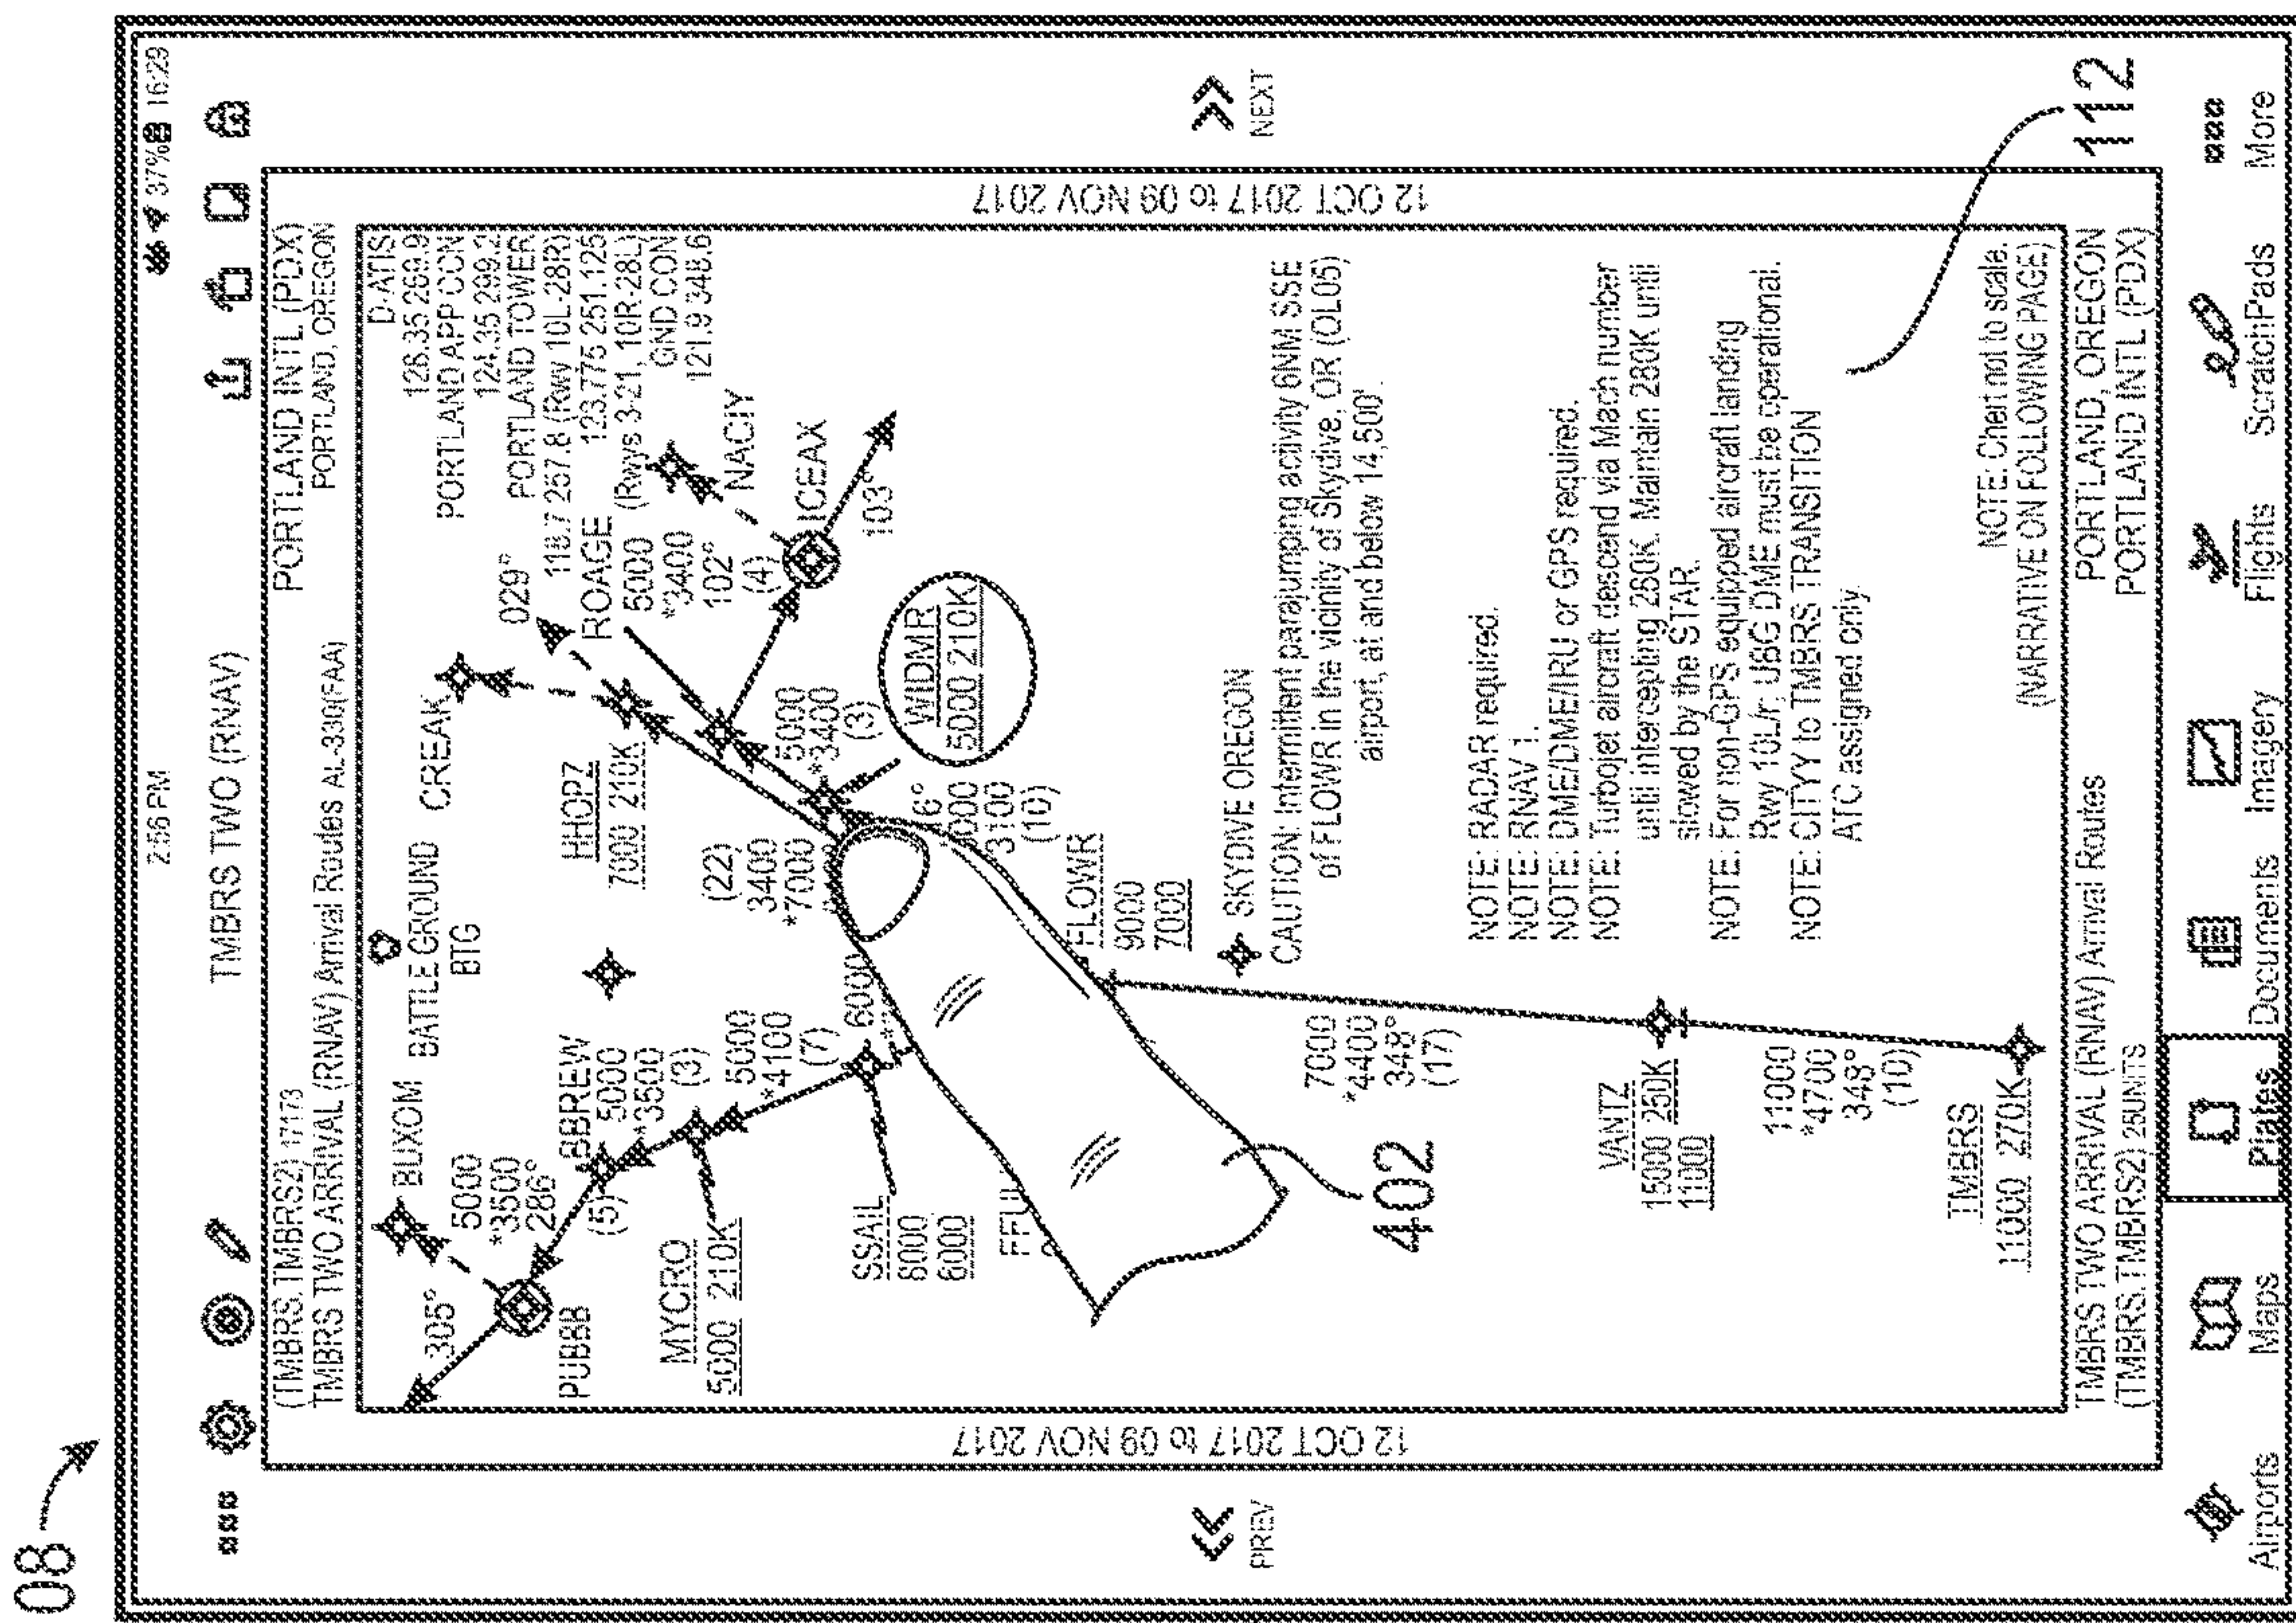 08
2:56 PM
37% 16:29
TMBRS TWO (RNAV)
(TMBRS.TMBRS2) 17173
PORTLAND INTL (PDX)
TMBRS TWO ARRIVAL (RNAV) Arrival Routes AL-330(FAA)
PORTLAND, OREGON
12 OCT 2017 to 09 NOV 2017
12 OCT 2017 to 09 NOV 2017
PREV
NEXT
D-ATIS
128.35 269.9
PORTLAND APP CON
124.35 299.2
PORTLAND TOWER
118.7 257.8 (Rwy 10L-28R)
123.775 251.125
(Rwys 3-21, 10R-28L)
GND CON
121.9 348.6
305°
BUXOM
5000
*3500
286°
PUBBB
BBREW
(5)
5000
*3500
(3)
MYCRO
5000 210K
5000
*4100
(7)
SSAIL
8000
6000
6000
BATTLE GROUND
BTG
CREAK
HHOPZ
7000 210K
029°
ROAGE
5000
*3400
102°
(4)
NACIY
ICEAX
103°
(22)
3400
*7000
5000
*3400
(3)
WIDMR
5000 210K
3100
(10)
FLOWR
9000
7000
402
SKYDIVE OREGON
CAUTION: Intermittent parajumping activity 6NM SSE
of FLOWR in the vicinity of Skydive, OR (OL05)
airport, at and below 14,500'.
7000
*4400
348°
(17)
VANTZ
15000 250K
11000
11000
*4700
348°
(10)
TMBRS
11000 270K
NOTE: RADAR required.
NOTE: RNAV 1.
NOTE: DME/DME/IRU or GPS required.
NOTE: Turbojet aircraft descend via Mach number
until intercepting 280K. Maintain 280K until
slowed by the STAR.
NOTE: For non-GPS equipped aircraft landing
Rwy 10L/r: UBG DME must be operational.
NOTE: CITYY to TMBRS TRANSITION
ATC assigned only.
NOTE: Chert not to scale.
(NARRATIVE ON FOLLOWING PAGE)
112
TMBRS TWO ARRIVAL (RNAV) Arrival Routes
PORTLAND, OREGON
(TMBRS.TMBRS2) 25UNITS
PORTLAND INTL (PDX)
Airports
Maps
Plates
Documents
Imagery
Flights
ScratchPads
More